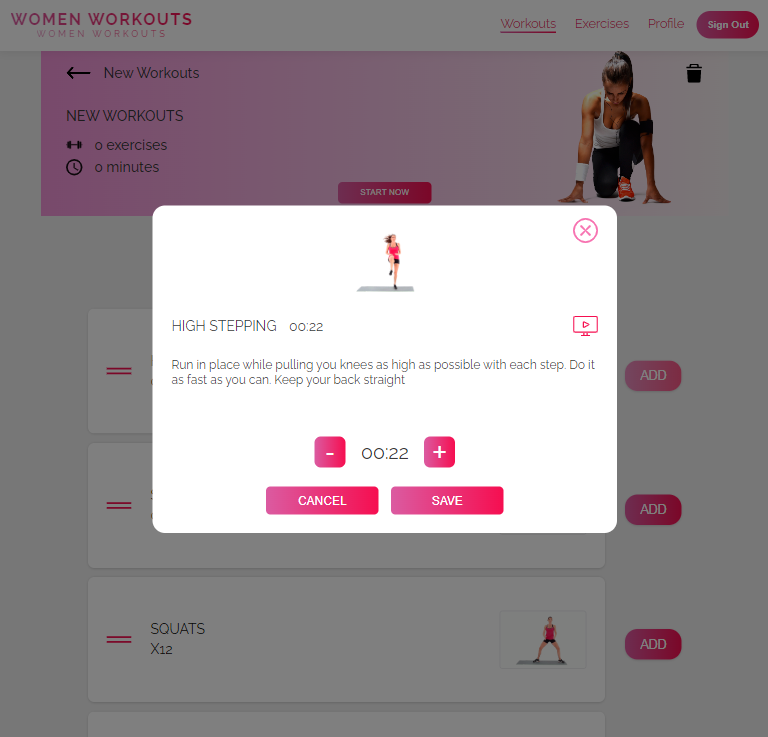 WOMEN WORKOUTS
WOMEN WORKOUTS
Workouts
Exercises
Profile
Sign Out
New Workouts
NEW WORKOUTS
0 exercises
0 minutes
START NOW
HIGH STEPPING 00:22
Run in place while pulling you knees as high as possible with each step. Do it
as fast as you can. Keep your back straight
- 00:22 +
CANCEL
SAVE
ADD
ADD
SQUATS
X12
ADD